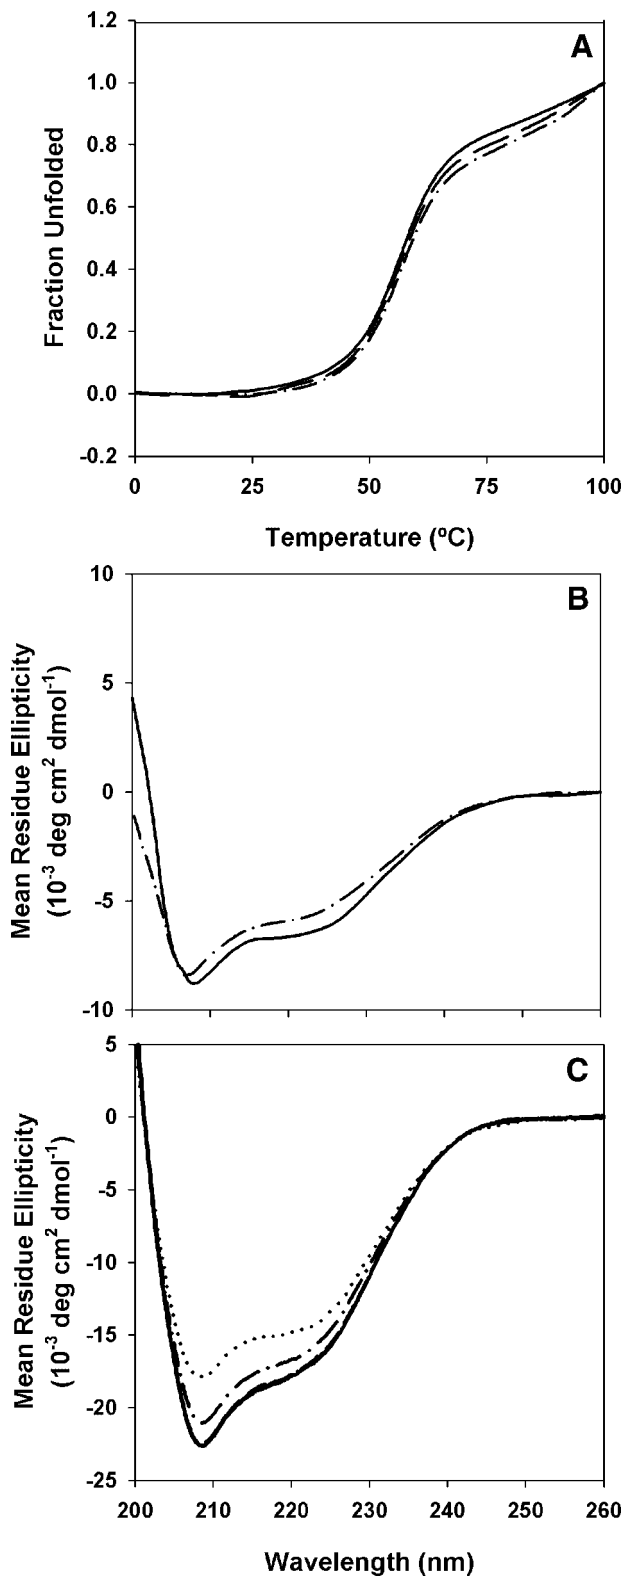 A
1.2
1.0
0.8
0.6
0.4
0.2
0.0
-0.2
Fraction Unfolded
0 25 50 75 100
Temperature (ºC)
B
10
5
0
-5
-10
Mean Residue Ellipticity
(10⁻³ deg cm² dmol⁻¹)
C
5
0
-5
-10
-15
-20
-25
Mean Residue Ellipticity
(10⁻³ deg cm² dmol⁻¹)
200 210 220 230 240 250 260
Wavelength (nm)